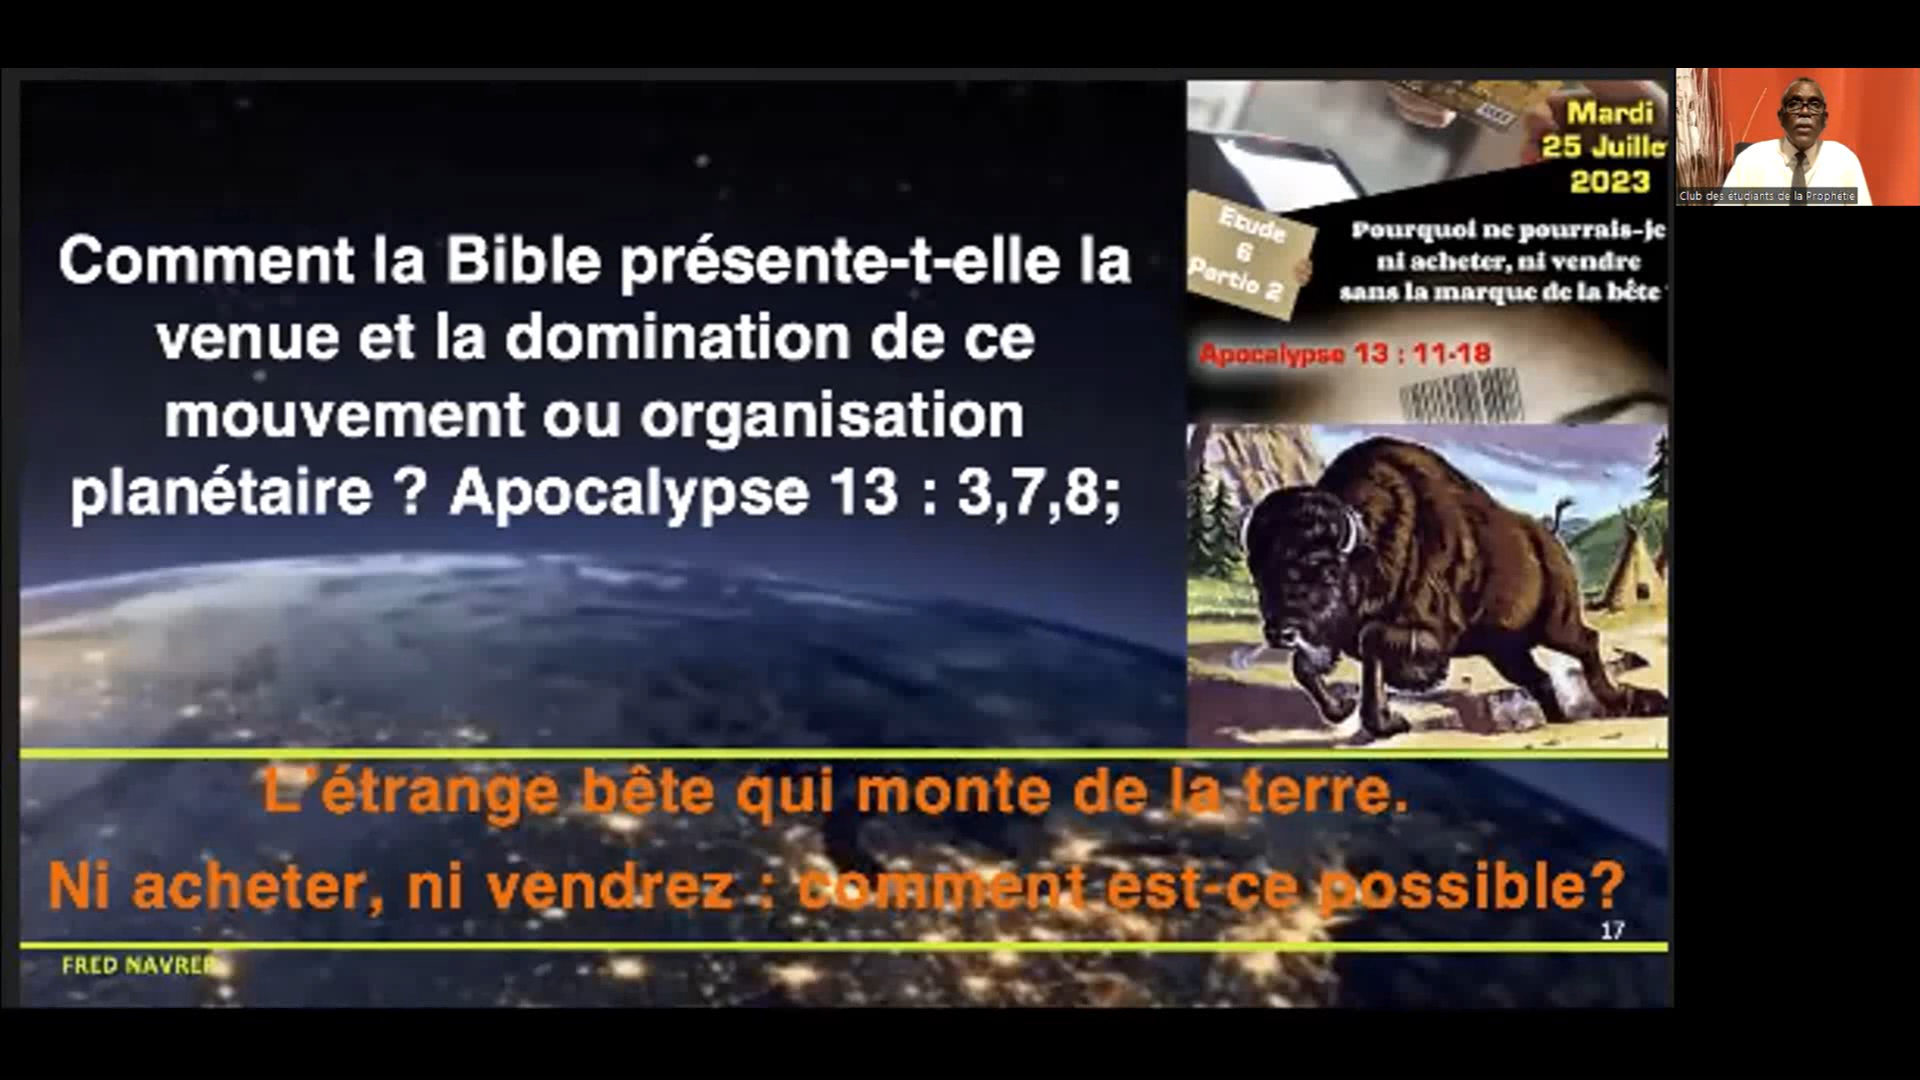 Comment la Bible présente-t-elle la
venue et la domination de ce
mouvement ou organisation
planétaire ? Apocalypse 13 : 3,7,8;
Mardi
25 Juille
2023
Etude
6
Partie 2
Pourquoi ne pourrais-je
ni acheter, ni vendre
sans la marque de la bête
Apocalypse 13 : 11-18
L'étrange bête qui monte de la terre.
Ni acheter, ni vendrez : comment est-ce possible?
17
FRED NAVRER
Club des étudiants de la Prophétie